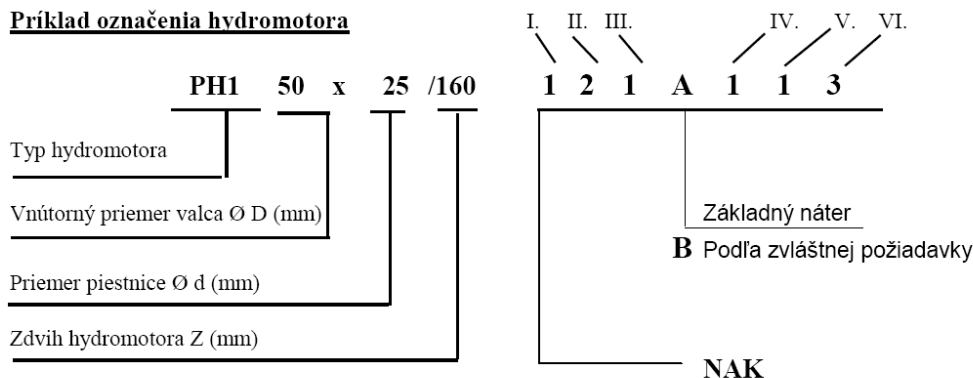 Príklad označenia hydromotora
I. II. III. IV. V. VI.
PH1 50 x 25 /160 1 2 1 A 1 1 3
Typ hydromotora
Vnútorný priemer valca Ø D (mm)
Základný náter
B Podľa zvláštnej požiadavky
Priemer piestnice Ø d (mm)
Zdvih hydromotora Z (mm)
NAK